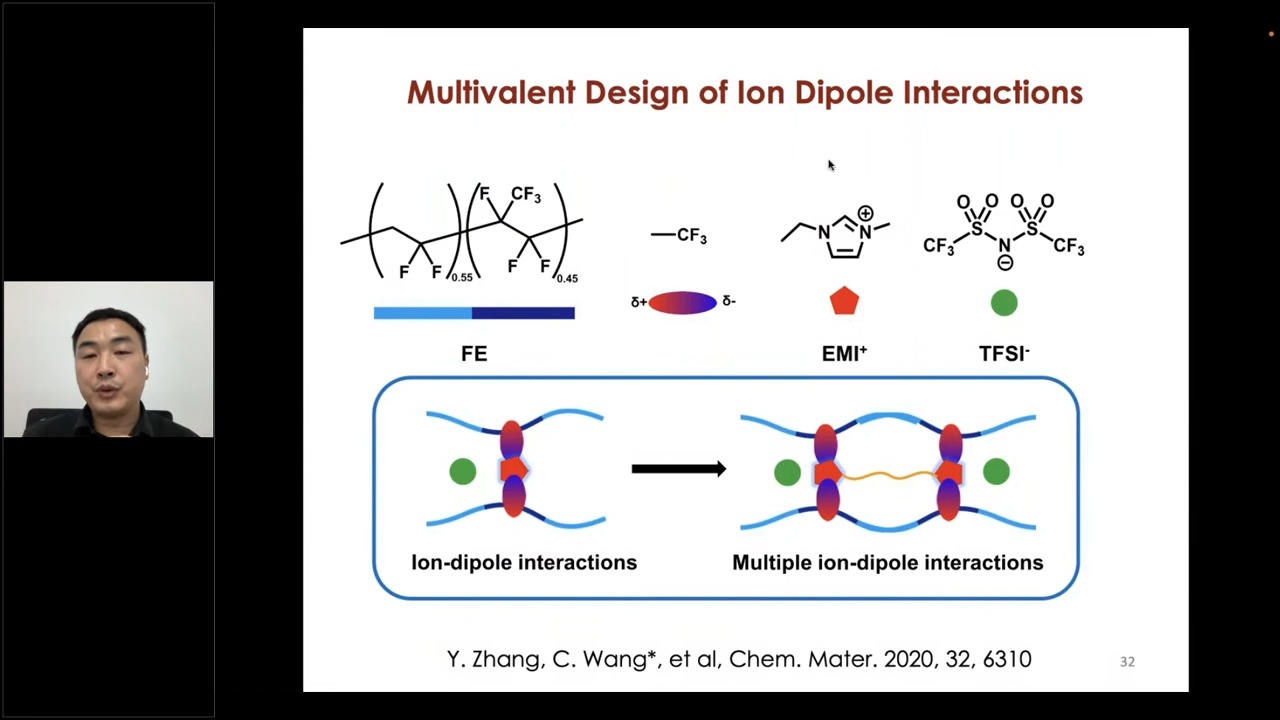 Multivalent Design of Ion Dipole Interactions
F CF3
F F 0.55 F F 0.45
—CF3
N N ⊕
O O O O
CF3 S N S CF3
⊖
δ+ δ-
FE EMI+ TFSI-
Ion-dipole interactions Multiple ion-dipole interactions
Y. Zhang, C. Wang*, et al, Chem. Mater. 2020, 32, 6310
32